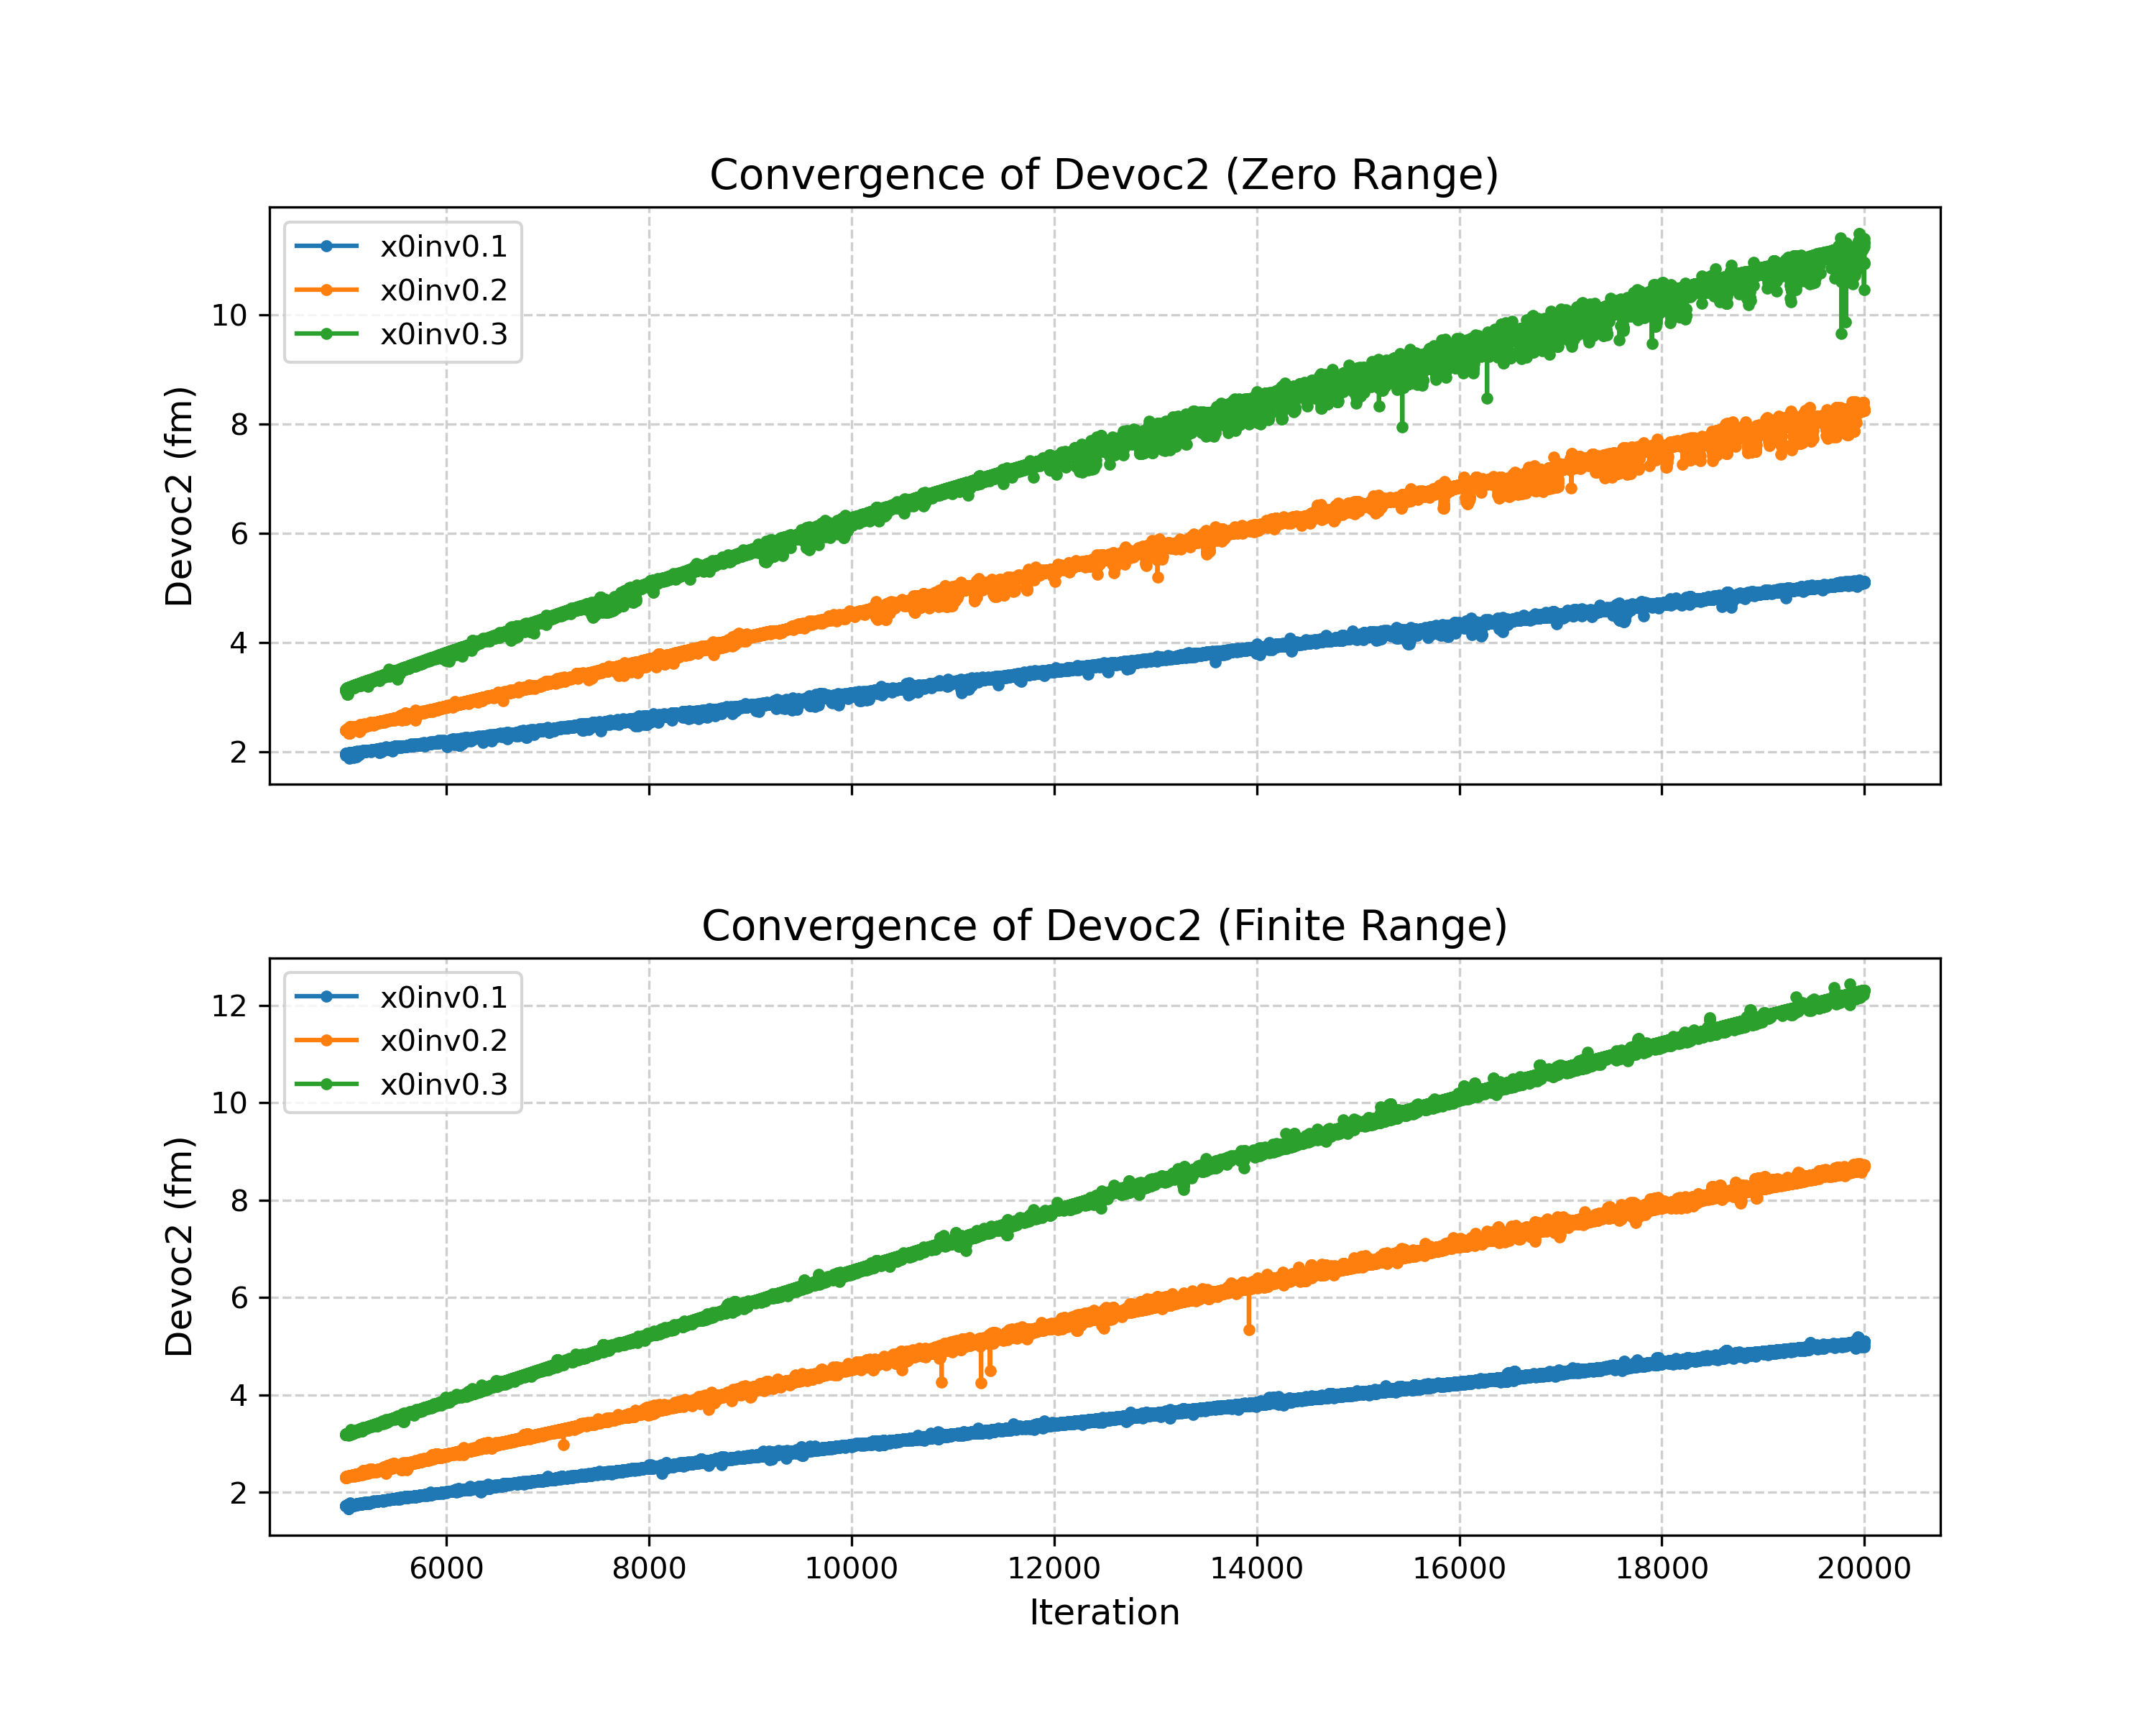 Convergence of Devoc2 (Zero Range)
x0inv0.1
x0inv0.2
x0inv0.3
Devoc2 (fm)
10
8
6
4
2
Convergence of Devoc2 (Finite Range)
x0inv0.1
x0inv0.2
x0inv0.3
Devoc2 (fm)
12
10
8
6
4
2
6000 8000 10000 12000 14000 16000 18000 20000
Iteration